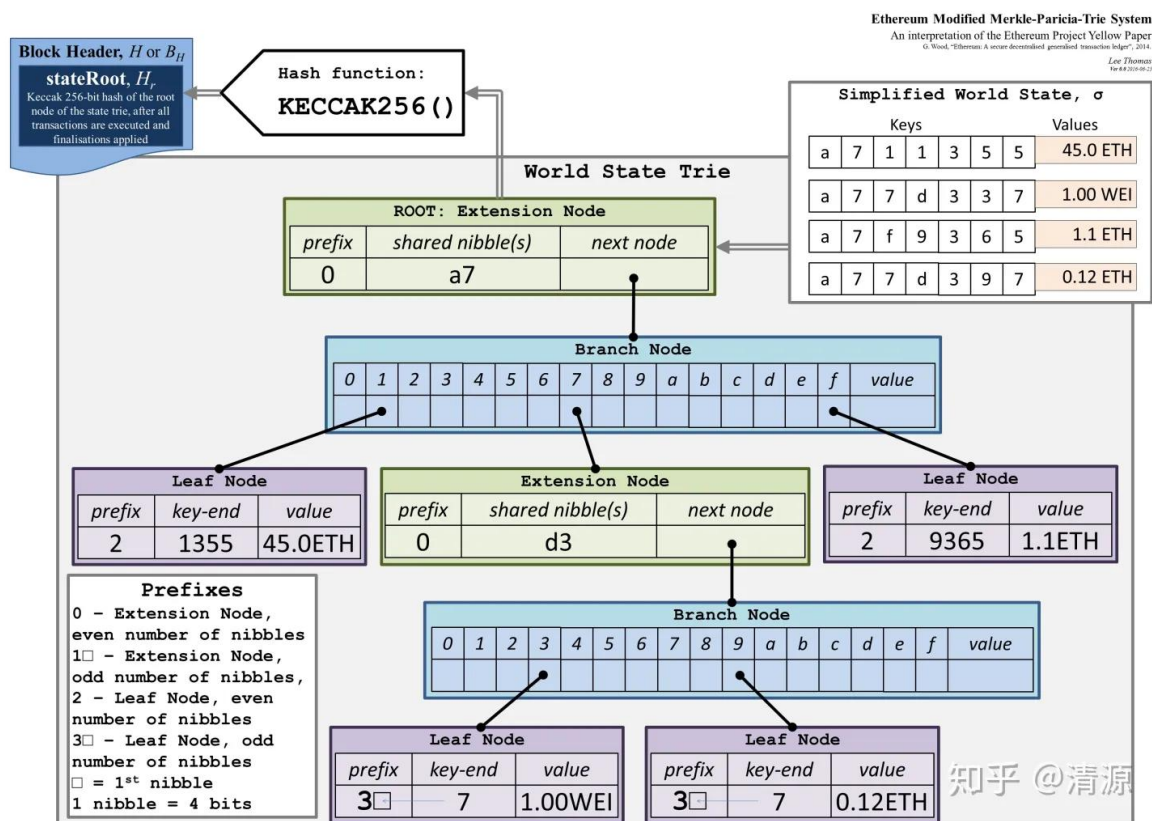 Ethereum Modified Merkle-Paricia-Trie System
An interpretation of the Ethereum Project Yellow Paper
G. Wood, "Ethereum: A secure decentralised generalised transaction ledger", 2014.
Lee Thomas
Block Header, H or B_H
stateRoot, H_r
Keccak 256-bit hash of the root
node of the state trie, after all
transactions are executed and
finalisations applied
Hash function:
KECCAK256()
Simplified World State, σ
Keys Values
a 7 1 1 3 5 5 45.0 ETH
a 7 7 d 3 3 7 1.00 WEI
a 7 f 9 3 6 5 1.1 ETH
a 7 7 d 3 9 7 0.12 ETH
World State Trie
ROOT: Extension Node
prefix shared nibble(s) next node
0 a7
Branch Node
0 1 2 3 4 5 6 7 8 9 a b c d e f value
Leaf Node
prefix key-end value
2 1355 45.0ETH
Extension Node
prefix shared nibble(s) next node
0 d3
Leaf Node
prefix key-end value
2 9365 1.1ETH
Prefixes
0 – Extension Node,
even number of nibbles
1□ – Extension Node,
odd number of nibbles,
2 – Leaf Node, even
number of nibbles
3□ – Leaf Node, odd
number of nibbles
□ = 1st nibble
1 nibble = 4 bits
Branch Node
0 1 2 3 4 5 6 7 8 9 a b c d e f value
Leaf Node
prefix key-end value
3□ 7 1.00WEI
Leaf Node
prefix key-end value
3□ 7 0.12ETH
知乎 @清源